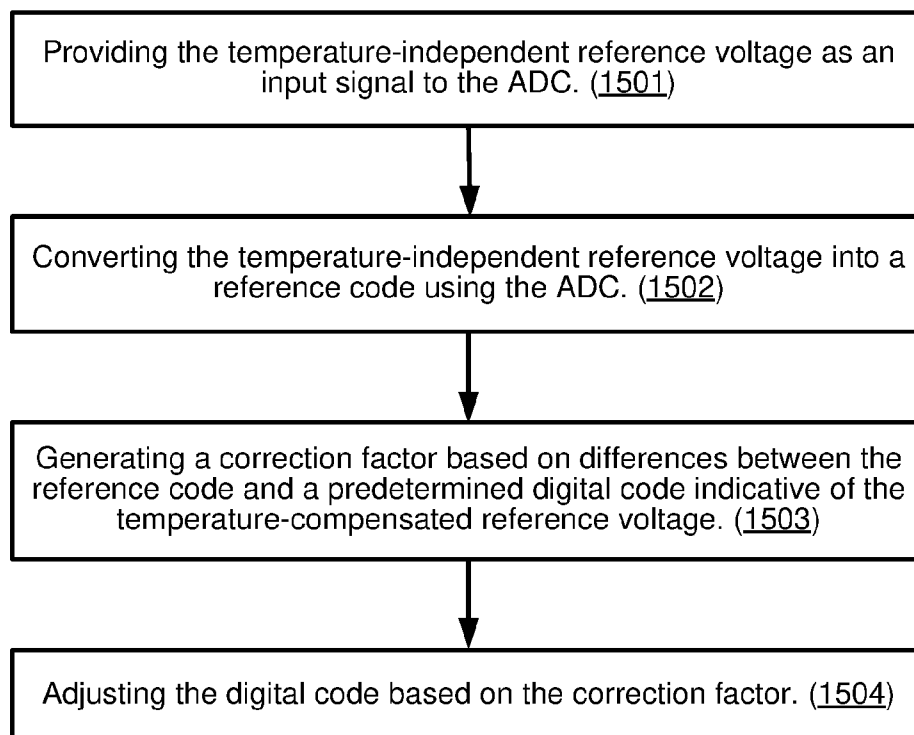 Providing the temperature-independent reference voltage as an
input signal to the ADC. (1501)
Converting the temperature-independent reference voltage into a
reference code using the ADC. (1502)
Generating a correction factor based on differences between the
reference code and a predetermined digital code indicative of the
temperature-compensated reference voltage. (1503)
Adjusting the digital code based on the correction factor. (1504)